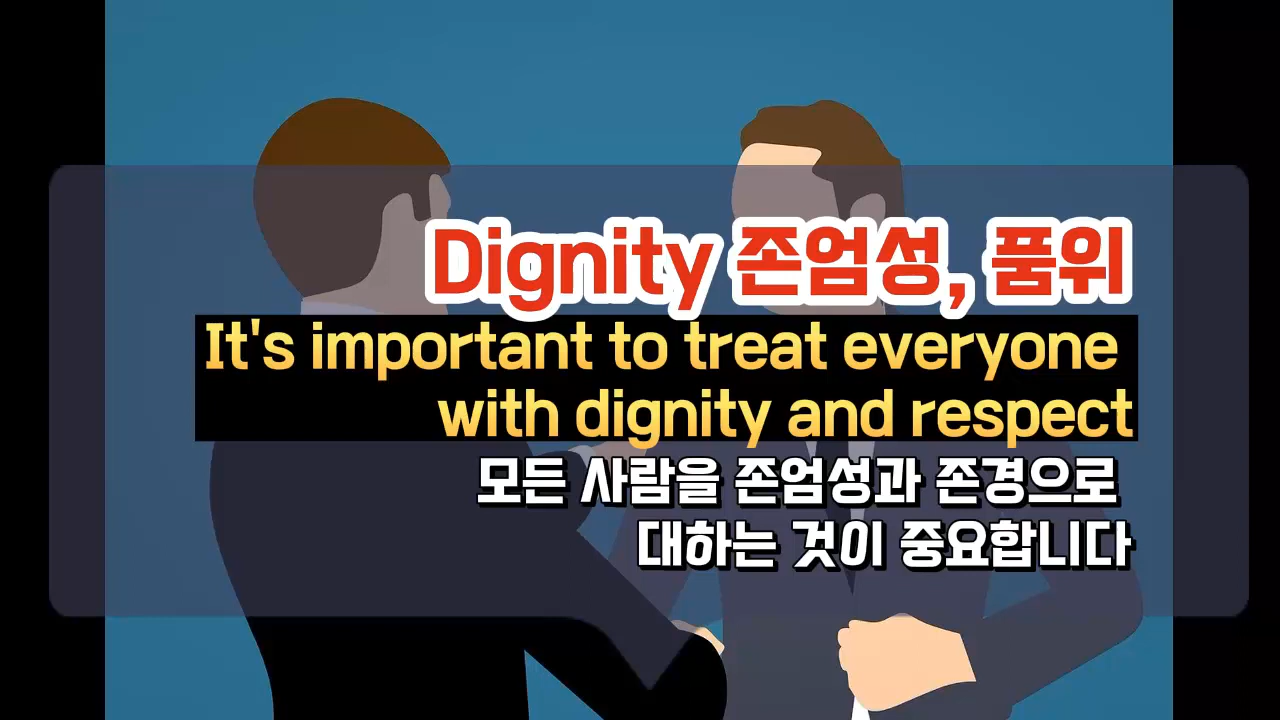 Dignity 존엄성, 품위
It's important to treat everyone
with dignity and respect
모든 사람을 존엄성과 존경으로
대하는 것이 중요합니다